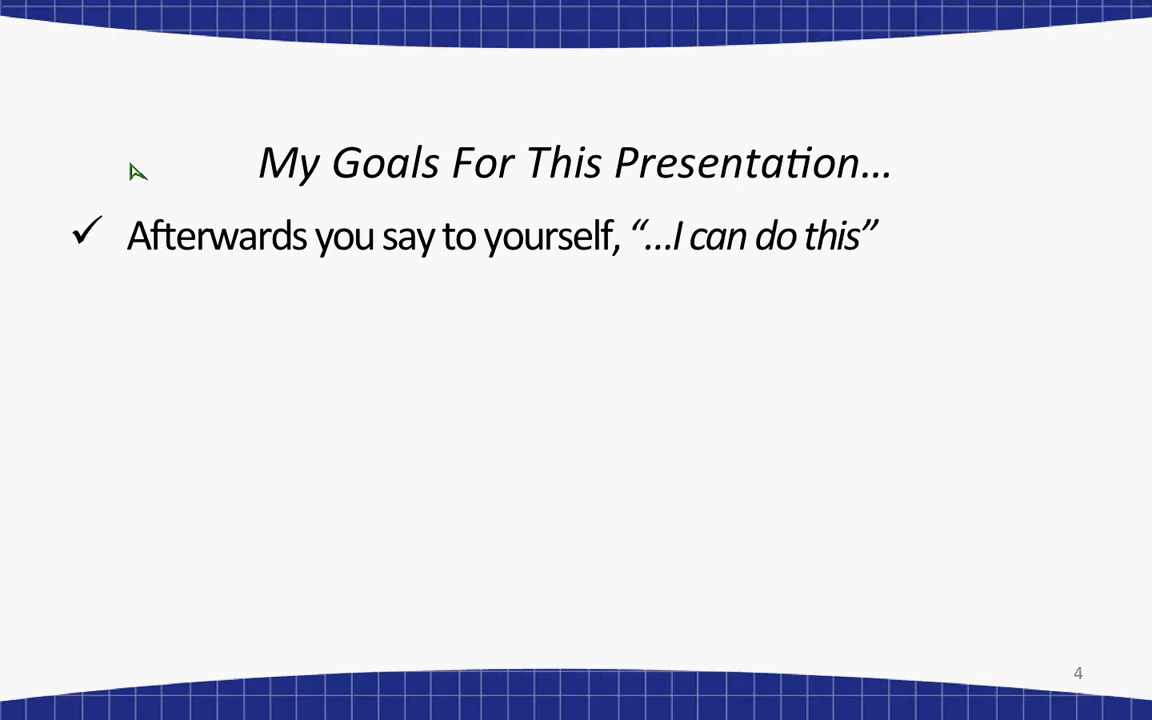 My Goals For This Presentation...
✓ Afterwards you say to yourself, “...I can do this”
4